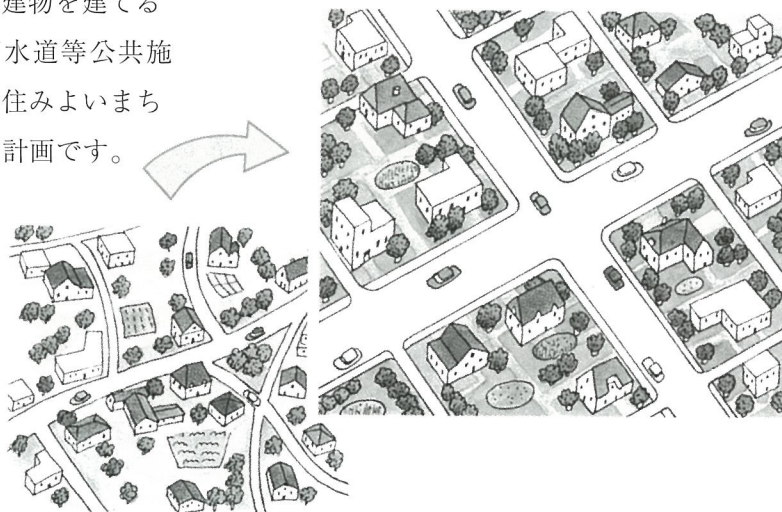 建物を建てる
水道等公共施
住みよいまち
計画です。